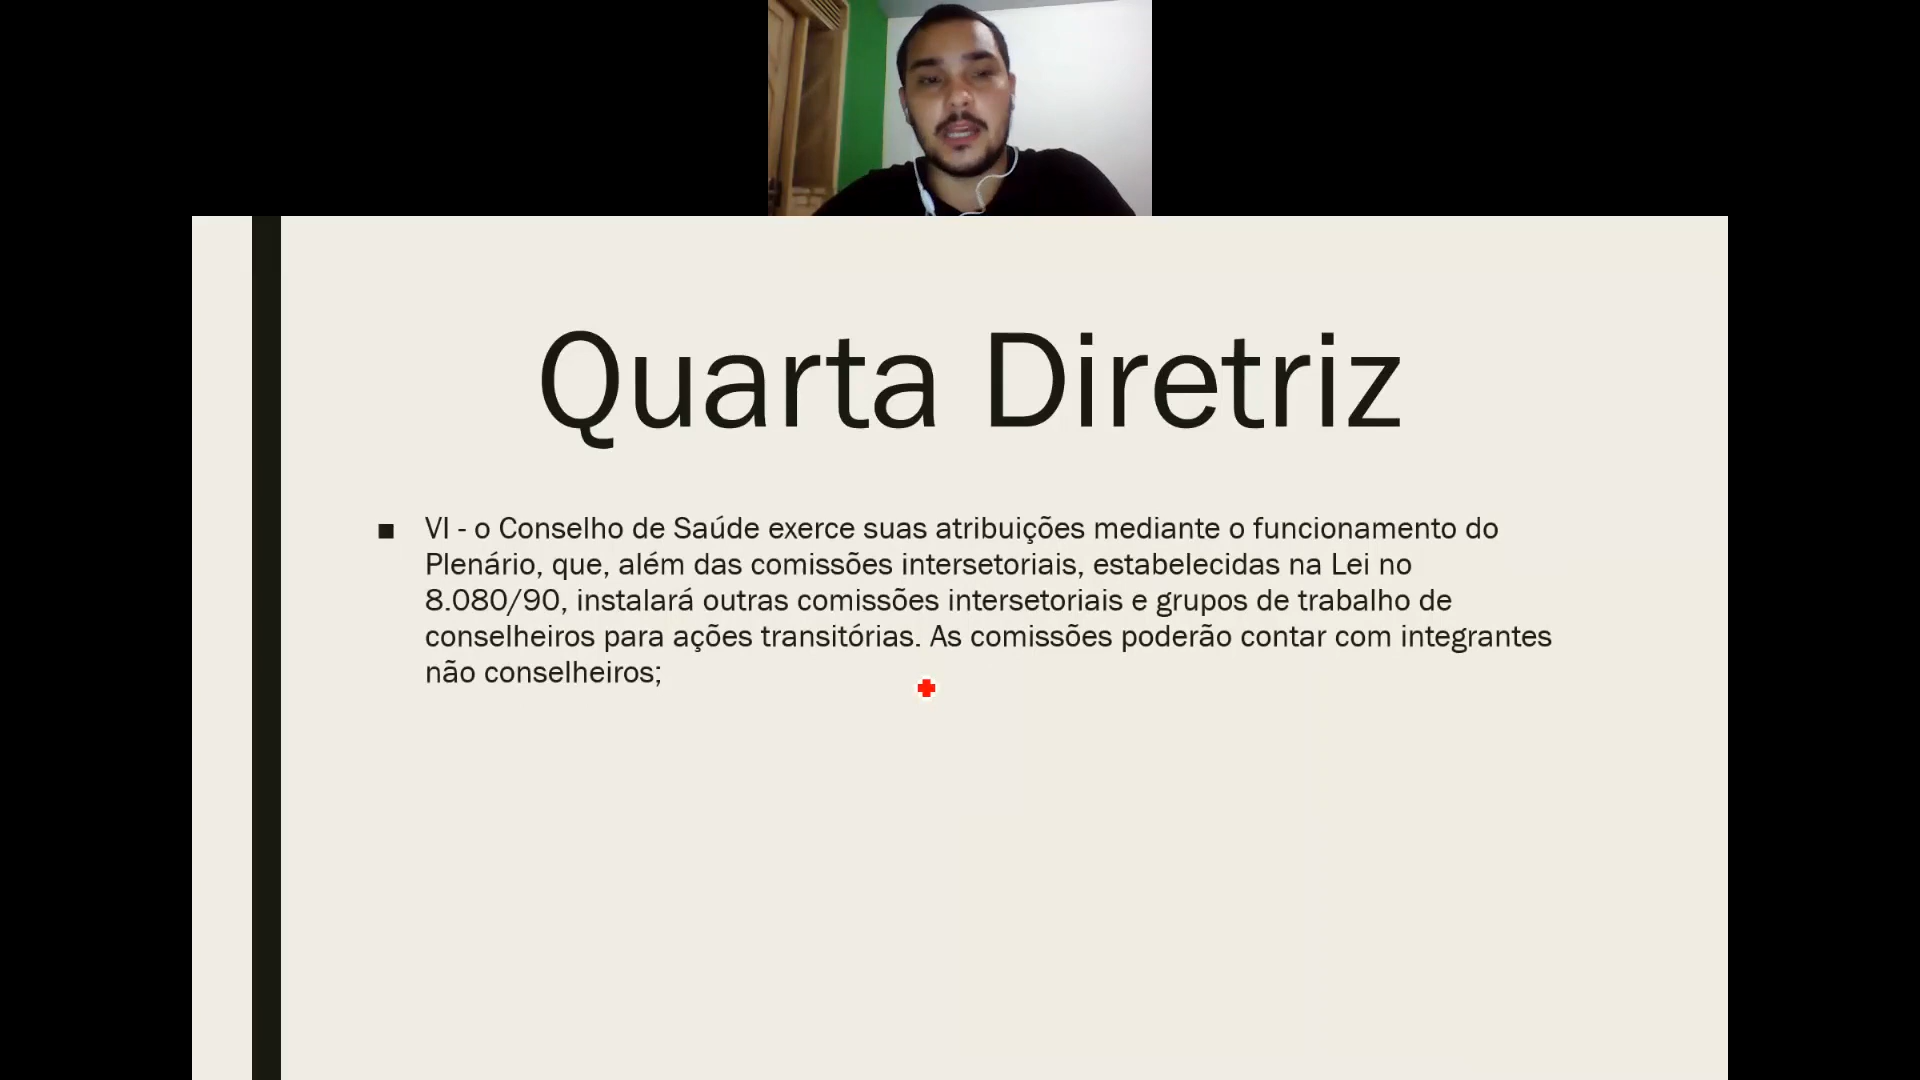 Quarta Diretriz
■ VI - o Conselho de Saúde exerce suas atribuições mediante o funcionamento do
Plenário, que, além das comissões intersetoriais, estabelecidas na Lei no
8.080/90, instalará outras comissões intersetoriais e grupos de trabalho de
conselheiros para ações transitórias. As comissões poderão contar com integrantes
não conselheiros;